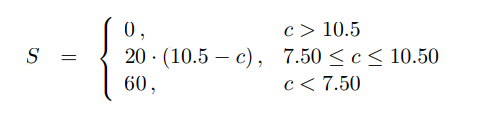 0 ,	c > 10.5
S = { 20 · (10.5 − c) ,	7.50 ≤ c ≤ 10.50
60 ,	c < 7.50